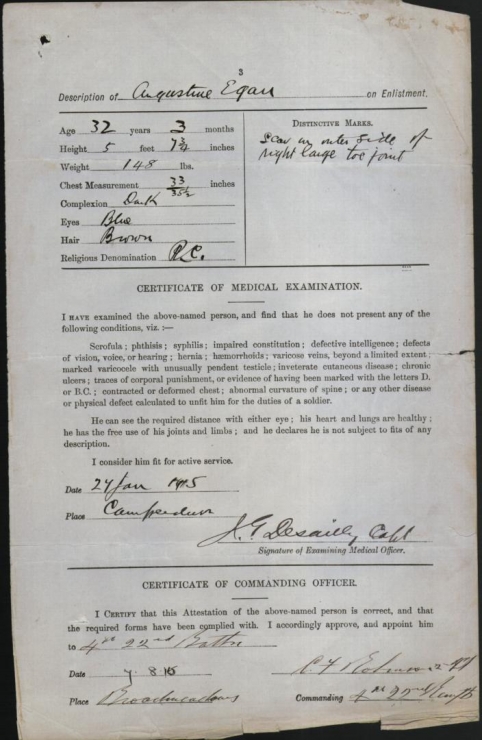 3
Description of Augustine Egan on Enlistment.
Age 32 years 3 months
Height 5 feet 7 3/4 inches
Weight 148 lbs.
Chest Measurement 33 35½ inches
Complexion Dark
Eyes Blue
Hair Brown
Religious Denomination R.C.
DISTINCTIVE MARKS.
Scar on outer side of
right large toe joint
CERTIFICATE OF MEDICAL EXAMINATION.
I HAVE examined the above-named person, and find that he does not present any of the
following conditions, viz. :—
Scrofula; phthisis; syphilis; impaired constitution; defective intelligence; defects
of vision, voice, or hearing; hernia; hæmorrhoids; varicose veins, beyond a limited extent;
marked varicocele with unusually pendent testicle; inveterate cutaneous disease; chronic
ulcers; traces of corporal punishment, or evidence of having been marked with the letters D.
or B.C.; contracted or deformed chest; abnormal curvature of spine; or any other disease
or physical defect calculated to unfit him for the duties of a soldier.
He can see the required distance with either eye; his heart and lungs are healthy;
he has the free use of his joints and limbs; and he declares he is not subject to fits of any
description.
I consider him fit for active service.
Date 24 Jan 1915
Place Camperdown
J. G. Desailly Capt
Signature of Examining Medical Officer.
CERTIFICATE OF COMMANDING OFFICER.
I CERTIFY that this Attestation of the above-named person is correct, and that
the required forms have been complied with. I accordingly approve, and appoint him
to 4th 22nd Battn
Date 8.15
Place Broadmeadows
Commanding 4th 22nd